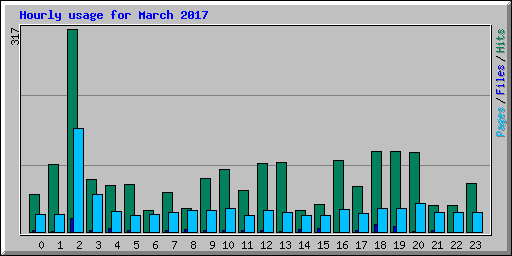 Hourly usage for March 2017
317
Pages/Files/Hits
0 1 2 3 4 5 6 7 8 9 10 11 12 13 14 15 16 17 18 19 20 21 22 23